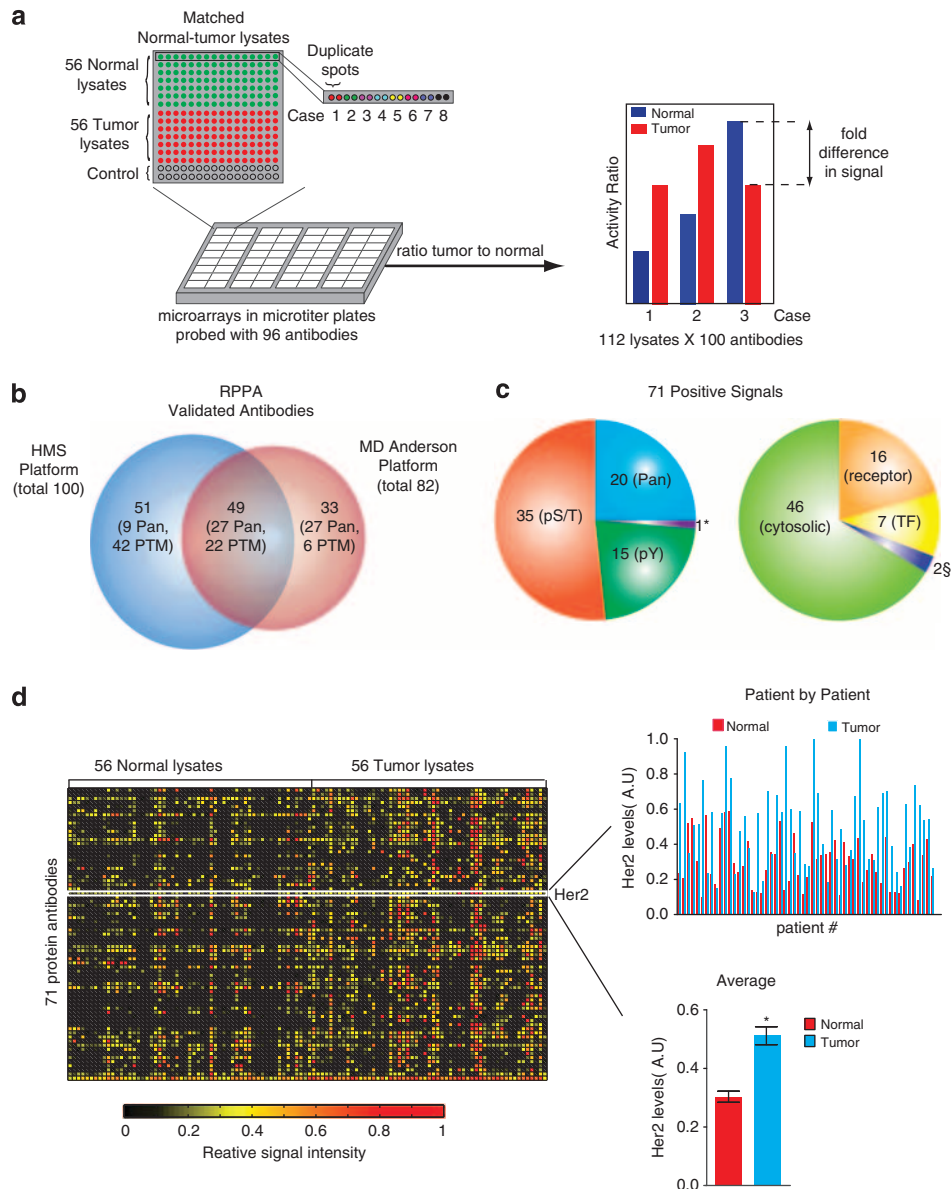 a
Matched
Normal-tumor lysates
56 Normal
lysates
56 Tumor
lysates
Control
Duplicate
spots
Case 1 2 3 4 5 6 7 8
microarrays in microtiter plates
probed with 96 antibodies
ratio tumor to normal
Normal
Tumor
Activity Ratio
fold
difference
in signal
1 2 3 Case
112 lysates X 100 antibodies
b
RPPA
Validated Antibodies
HMS
Platform
(total 100)
MD Anderson
Platform
(total 82)
51
(9 Pan,
42 PTM)
49
(27 Pan,
22 PTM)
33
(27 Pan,
6 PTM)
c
71 Positive Signals
35 (pS/T)
20 (Pan)
1*
15 (pY)
46
(cytosolic)
16
(receptor)
7 (TF)
2§
d
56 Normal lysates
56 Tumor lysates
71 protein antibodies
Her2
0 0.2 0.4 0.6 0.8 1
Reative signal intensity
Patient by Patient
Normal
Tumor
Her2 levels( A.U)
1.0
0.8
0.6
0.4
0.2
0.0
patient #
Average
Her2 levels( A.U)
0.6
0.4
0.2
0.0
*
Normal
Tumor